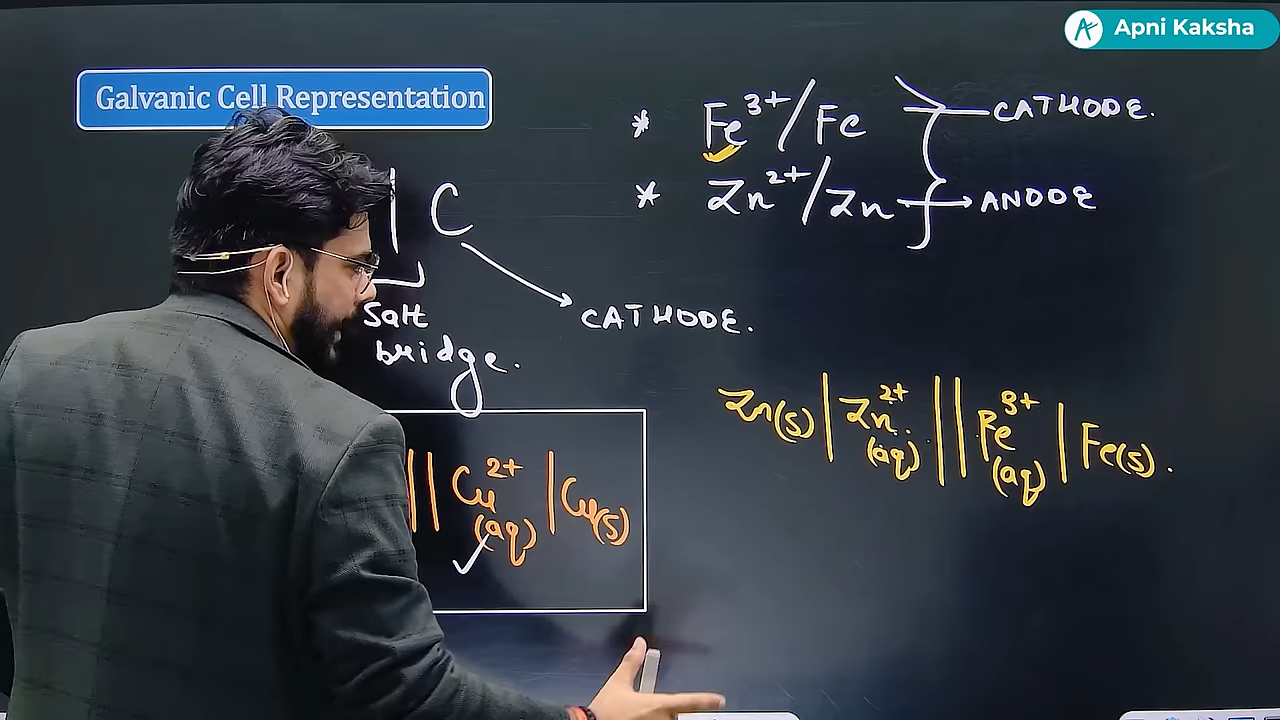 Apni Kaksha
Galvanic Cell Representation
* Fe³⁺/Fe — CATHODE.
* Zn²⁺/Zn → ANODE
| C
CATHODE.
Salt
bridge.
Zn(s) | Zn²⁺(aq) || Fe³⁺(aq) | Fe(s).
|| Cu²⁺(aq) | Cu(s)